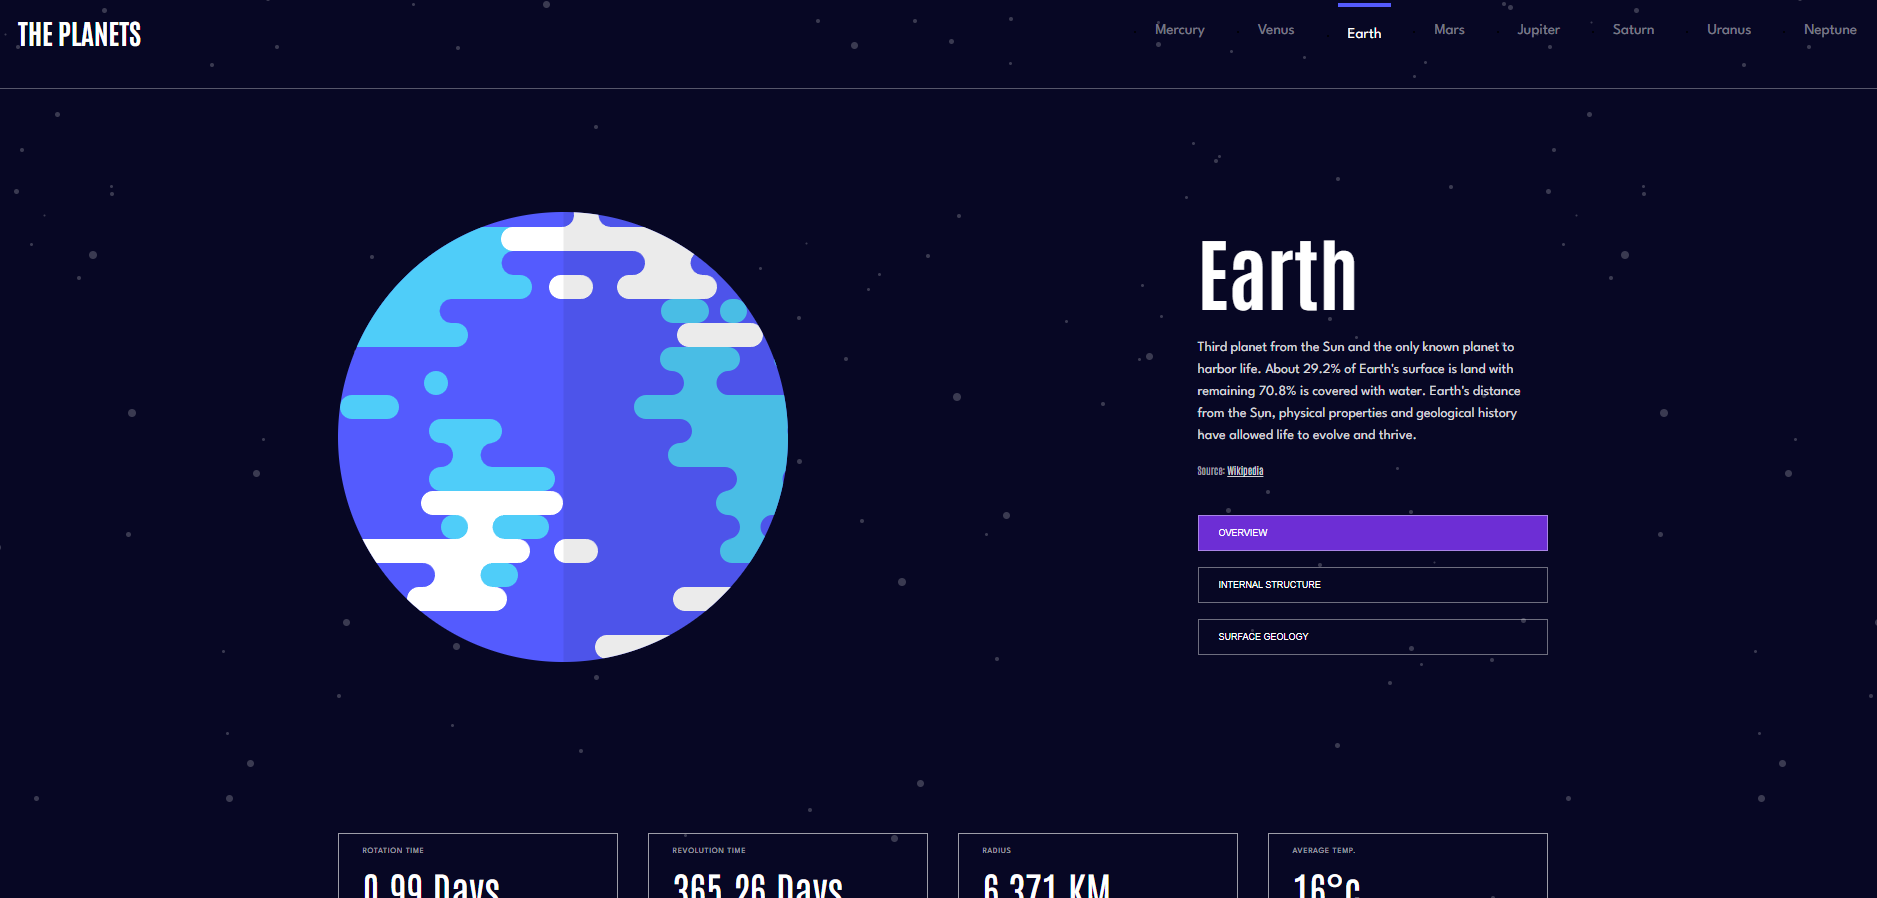 THE PLANETS
Mercury Venus Earth Mars Jupiter Saturn Uranus Neptune
Earth
Third planet from the Sun and the only known planet to
harbor life. About 29.2% of Earth's surface is land with
remaining 70.8% is covered with water. Earth's distance
from the Sun, physical properties and geological history
have allowed life to evolve and thrive.
Source: Wikipedia
OVERVIEW
INTERNAL STRUCTURE
SURFACE GEOLOGY
ROTATION TIME
0.99 Days
REVOLUTION TIME
365.26 Days
RADIUS
6,371 KM
AVERAGE TEMP.
16°c